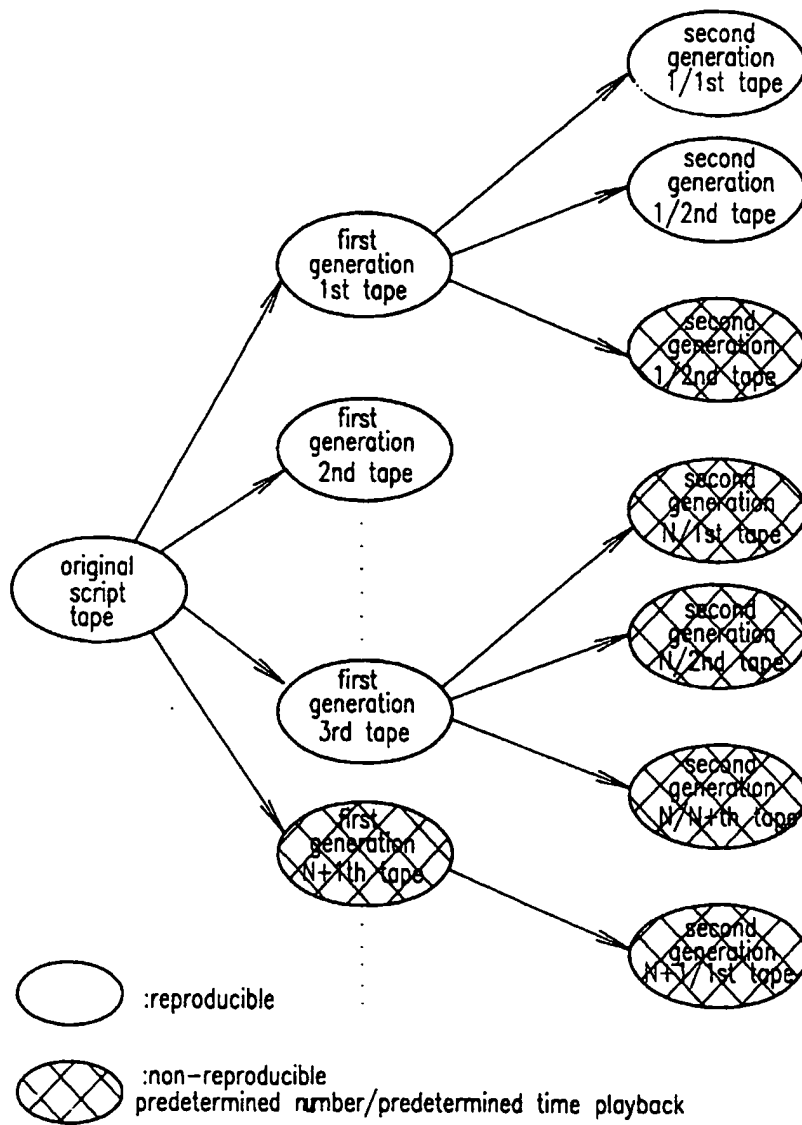 second
generation
1/1st tape
second
generation
1/2nd tape
first
generation
1st tape
second
generation
1/2nd tape
first
generation
2nd tape
second
generation
N/1st tape
original
script
tape
second
generation
N/2nd tape
first
generation
3rd tape
second
generation
N/N+th tape
first
generation
N+1th tape
second
generation
N+1/1st tape
:reproducible
:non-reproducible
predetermined number/predetermined time playback